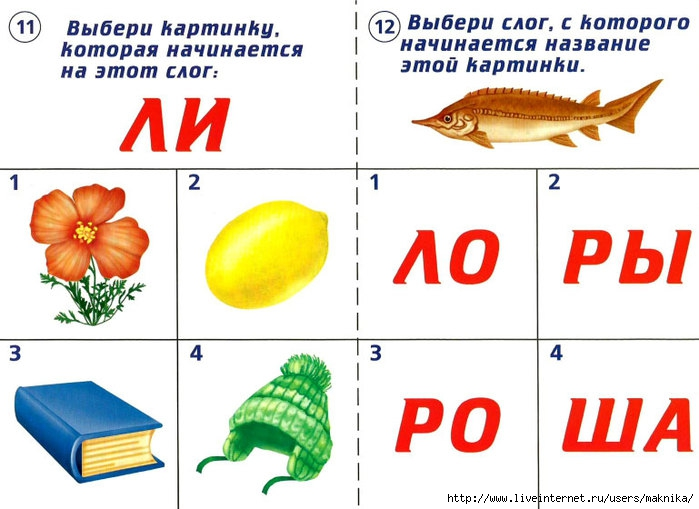 11
Выбери картинку,
которая начинается
на этот слог:
ЛИ
1
2
3
4
12
Выбери слог, с которого
начинается название
этой картинки.
1
ЛО
2
РЫ
3
РО
4
ША
http://www.liveinternet.ru/users/maknika/